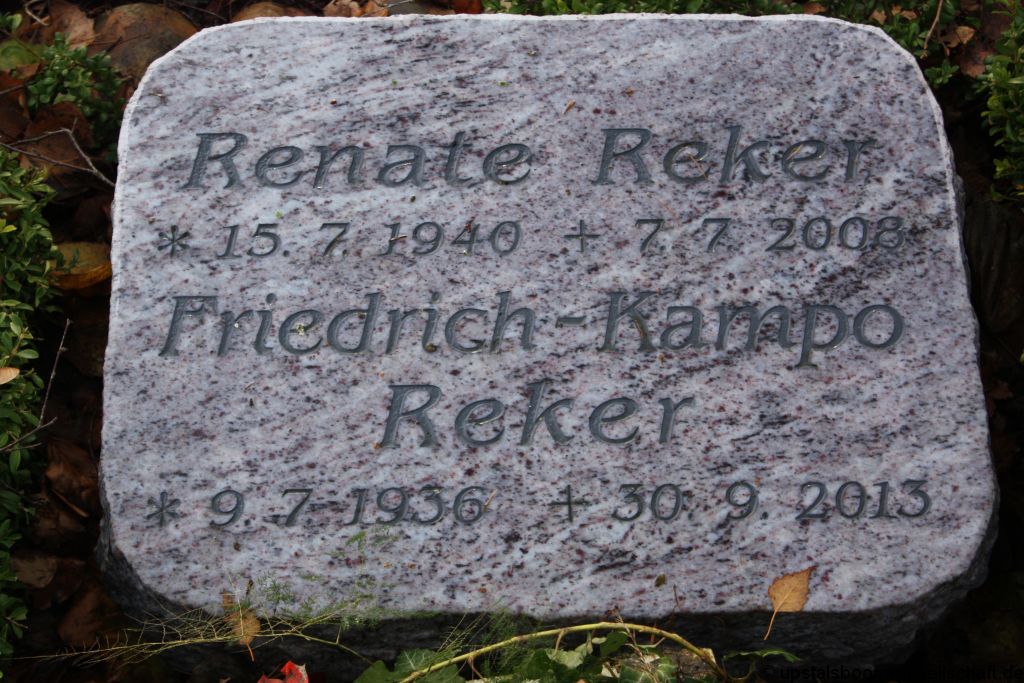 Renate Reker
* 15. 7. 1940 + 7. 7. 2008
Friedrich-Kampo
Reker
* 9. 7. 1936 + 30. 9. 2013